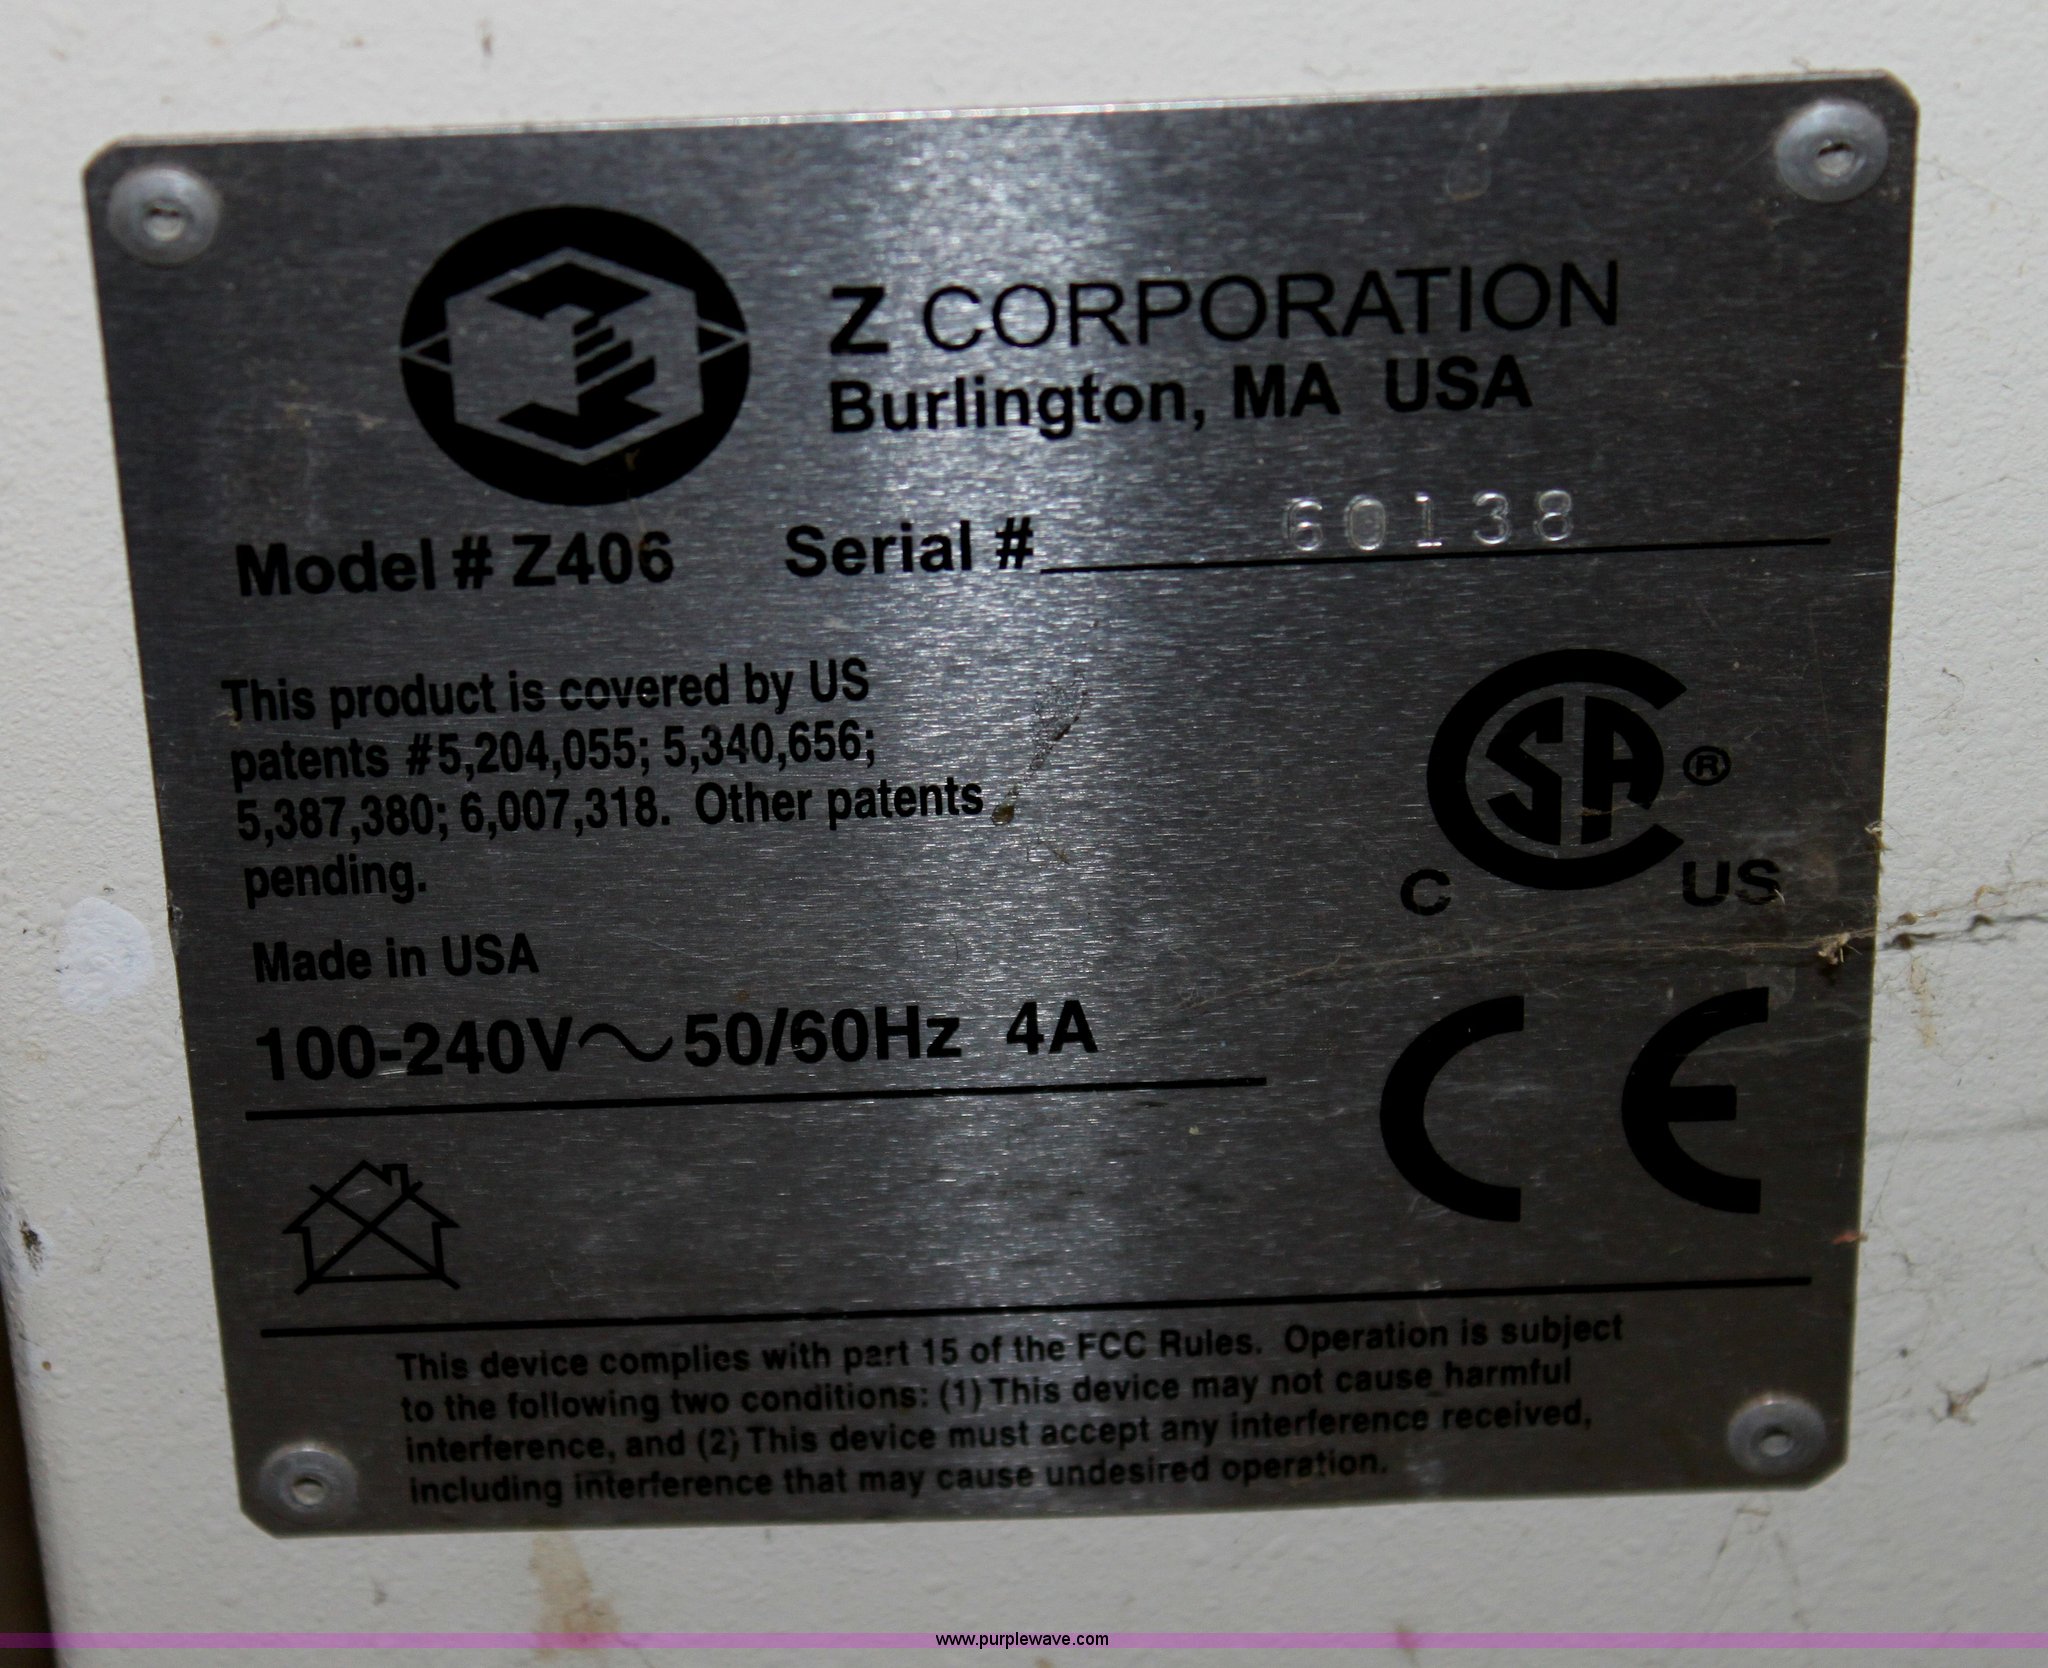 Z CORPORATION
Burlington, MA USA
Model # Z406 Serial # 60138
This product is covered by US
patents #5,204,055; 5,340,656;
5,387,380; 6,007,318. Other patents
pending.
Made in USA
100-240V~50/60Hz 4A
CSA®
C US
CE
This device complies with part 15 of the FCC Rules. Operation is subject
to the following two conditions: (1) This device may not cause harmful
interference, and (2) This device must accept any interference received,
including interference that may cause undesired operation.
www.purplewave.com